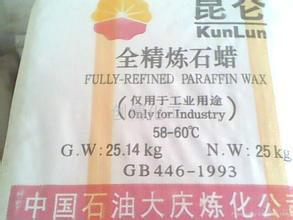 昆仑
KunLun
全精炼石蜡
FULLY-REFINED PARAFFIN WAX
(仅用于工业用途)
(Only for Industry)
58-60℃
G.W: 25.14 kg N.W: 25 kg
GB 446-1993
中国石油大庆炼化公司